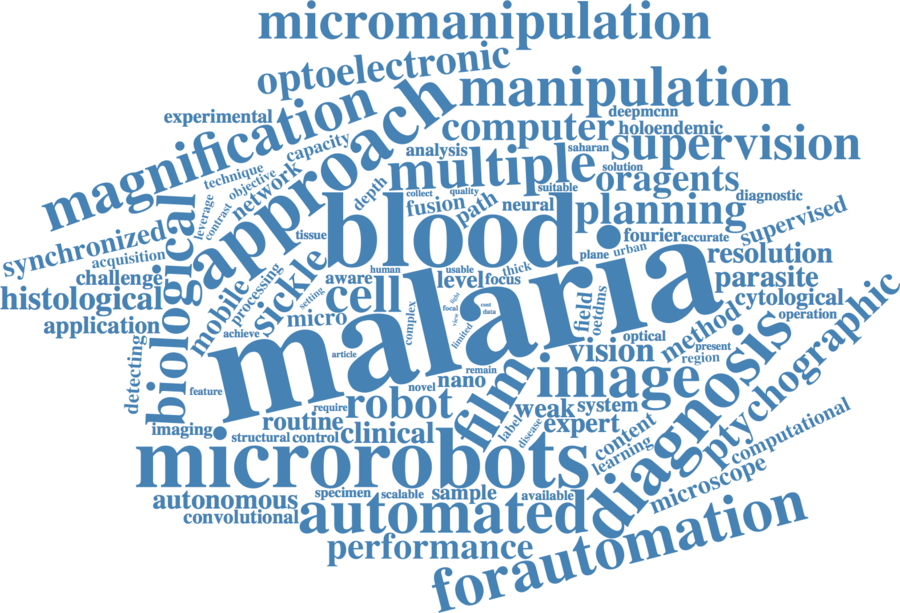 micromanipulation
optoelectronic
manipulation
magnification
approach
experimental
deepmcnn
computer
holoendemic
supervision
capacity
analysis
saharan
technique
multiple
solution
objective
network
depth
suitable
oragents
leverage
contrast
collect
quality
diagnostic
biological
fusion
path
neural
planning
supervised
synchronized
tissue
blood
fourier
accurate
acquisition
plane
urban
resolution
challenge
processing
sickle
human
aware
usable
level
focus
thick
parasite
histological
mobile
setting
cell
light
cost
focal
data
field
oetdms
method
cytological
operation
application
micro
achieve
complex
view
limited
malaria
optical
present
region
ptychographic
detecting
article
vision
remain
feature
novel
nano
film
image
diagnosis
require
robot
weak
system
label
disease
expert
routine
imaging
structural
control
clinical
content
learning
computational
microrobots
microscope
autonomous
specimen
scalable
sample
available
convolutional
automated
performance
forautomation